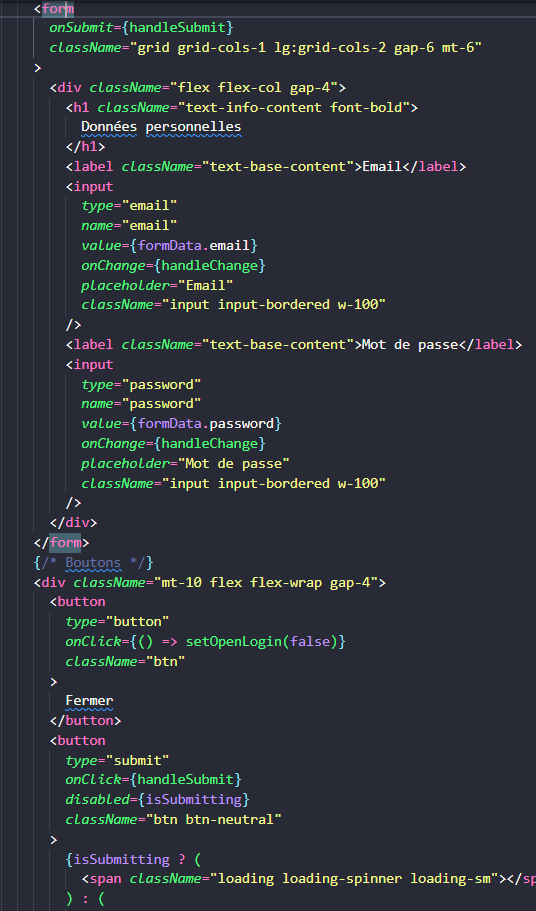 <form
onSubmit={handleSubmit}
className="grid grid-cols-1 lg:grid-cols-2 gap-6 mt-6"
>
<div className="flex flex-col gap-4">
<h1 className="text-info-content font-bold">
Données personnelles
</h1>
<label className="text-base-content">Email</label>
<input
type="email"
name="email"
value={formData.email}
onChange={handleChange}
placeholder="Email"
className="input input-bordered w-100"
/>
<label className="text-base-content">Mot de passe</label>
<input
type="password"
name="password"
value={formData.password}
onChange={handleChange}
placeholder="Mot de passe"
className="input input-bordered w-100"
/>
</div>
</form>
{/* Boutons */}
<div className="mt-10 flex flex-wrap gap-4">
<button
type="button"
onClick={() => setOpenLogin(false)}
className="btn"
>
Fermer
</button>
<button
type="submit"
onClick={handleSubmit}
disabled={isSubmitting}
className="btn btn-neutral"
>
{isSubmitting ? (
<span className="loading loading-spinner loading-sm"></sp
) : (